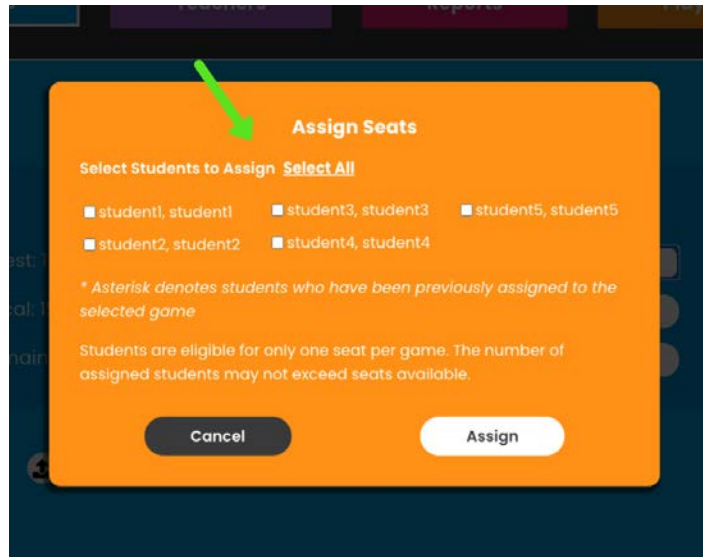 Teachers Reports
Assign Seats
Select Students to Assign Select All
student1, student1 student3, student3 student5, student5
student2, student2 student4, student4
* Asterisk denotes students who have been previously assigned to the
selected game
Students are eligible for only one seat per game. The number of
assigned students may not exceed seats available.
Cancel Assign